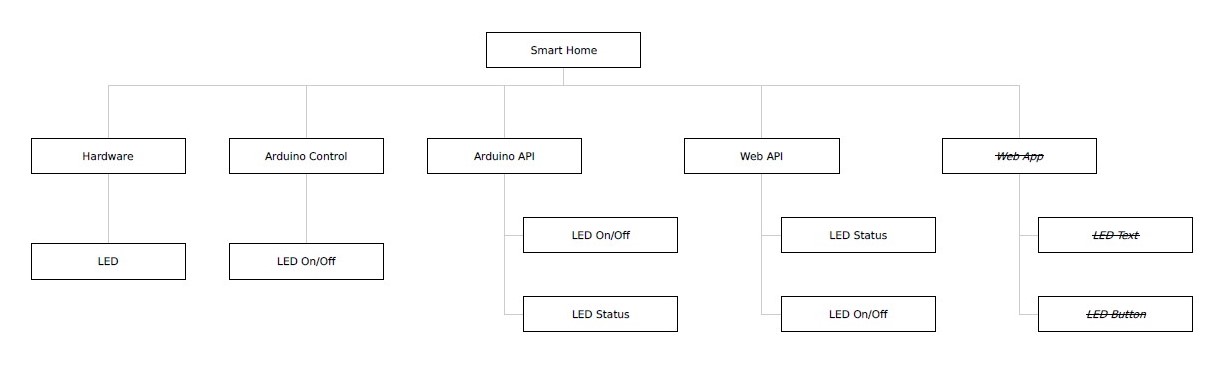 Smart Home
Hardware
Arduino Control
Arduino API
Web API
Web App
LED
LED On/Off
LED On/Off
LED Status
LED Status
LED On/Off
LED Text
LED Button